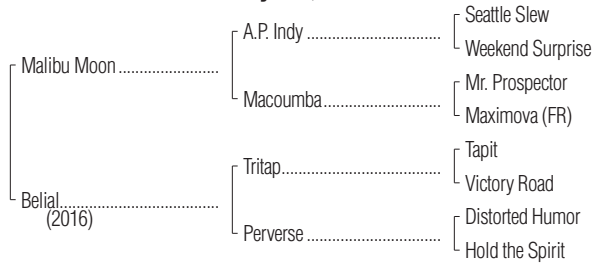 Seattle Slew
A.P. Indy
Weekend Surprise
Malibu Moon
Mr. Prospector
Macoumba
Maximova (FR)
Tapit
Tritap
Victory Road
Belial
(2016)
Distorted Humor
Perverse
Hold the Spirit